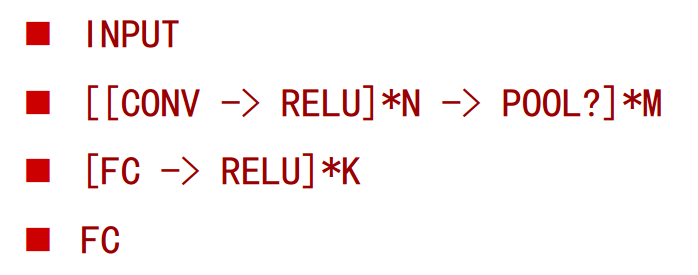 INPUT
[[CONV -> RELU]*N -> POOL?]*M
[FC -> RELU]*K
FC